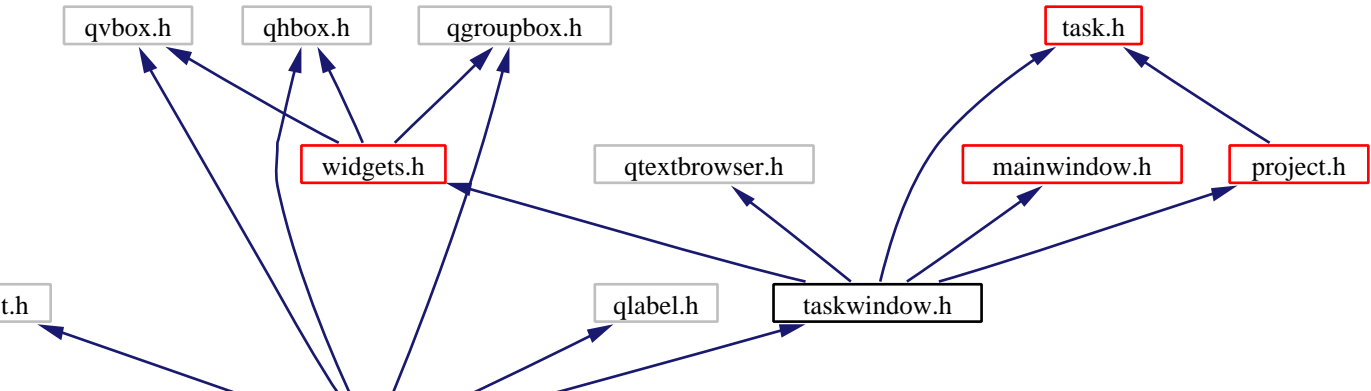 qvbox.h
qhbox.h
qgroupbox.h
task.h
widgets.h
qtextbrowser.h
mainwindow.h
project.h
t.h
qlabel.h
taskwindow.h